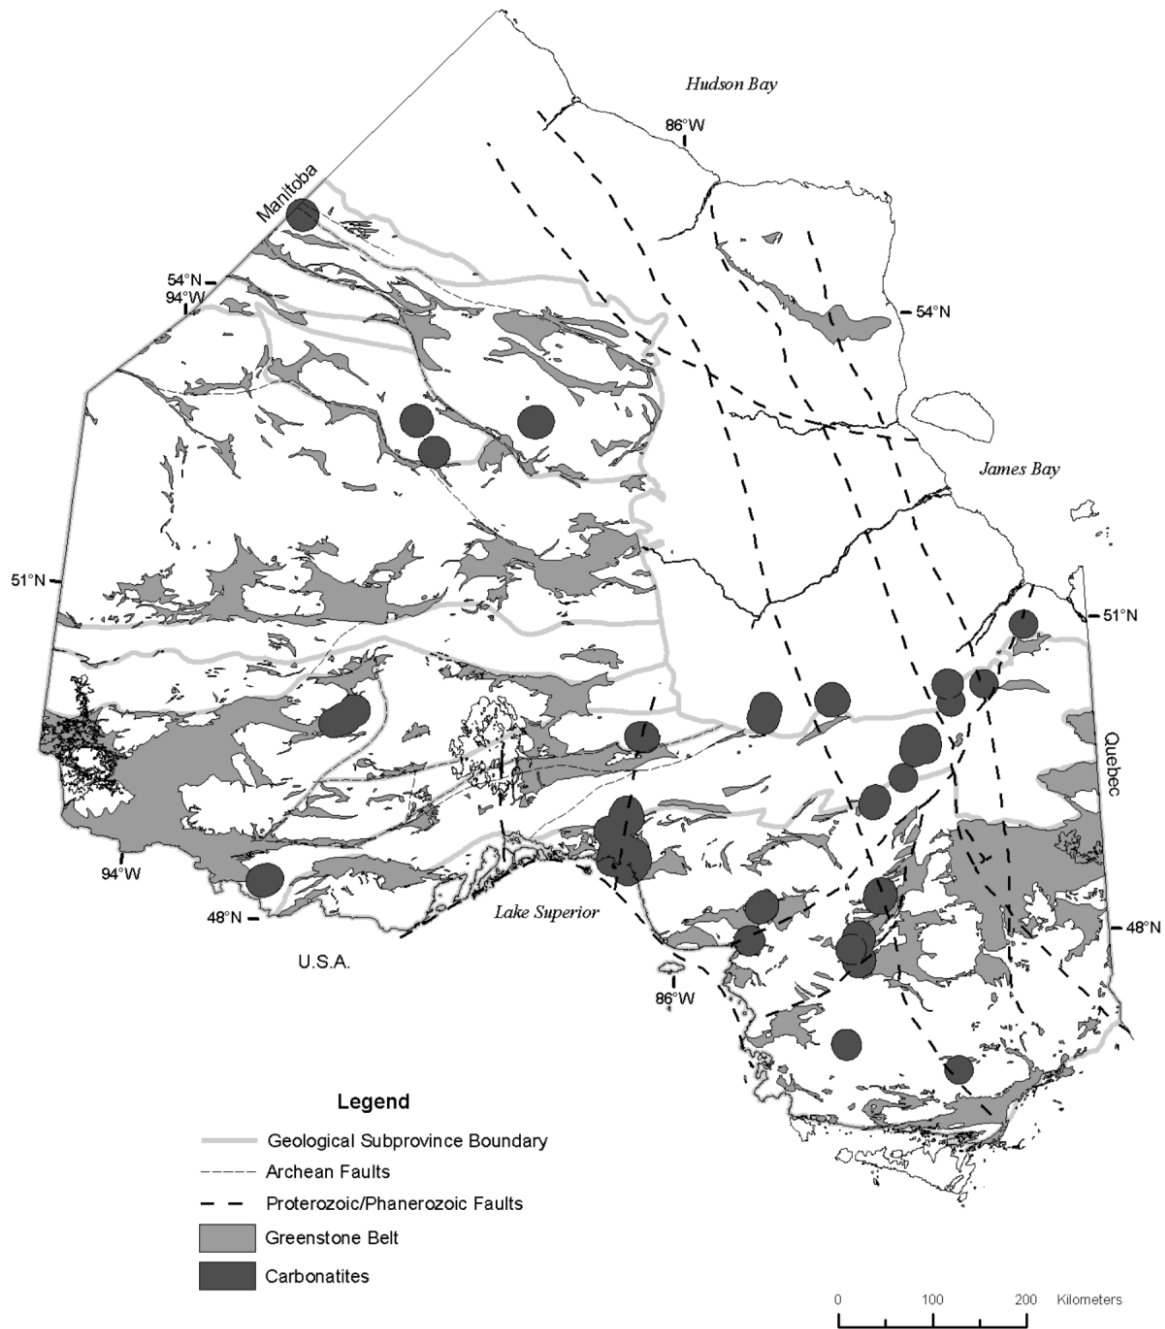 Hudson Bay
86°W
Manitoba
54°N
94°W
54°N
James Bay
51°N
51°N
Quebec
94°W
48°N
Lake Superior
48°N
U.S.A.
86°W
Legend
Geological Subprovince Boundary
Archean Faults
Proterozoic/Phanerozoic Faults
Greenstone Belt
Carbonatites
0 100 200 Kilometers